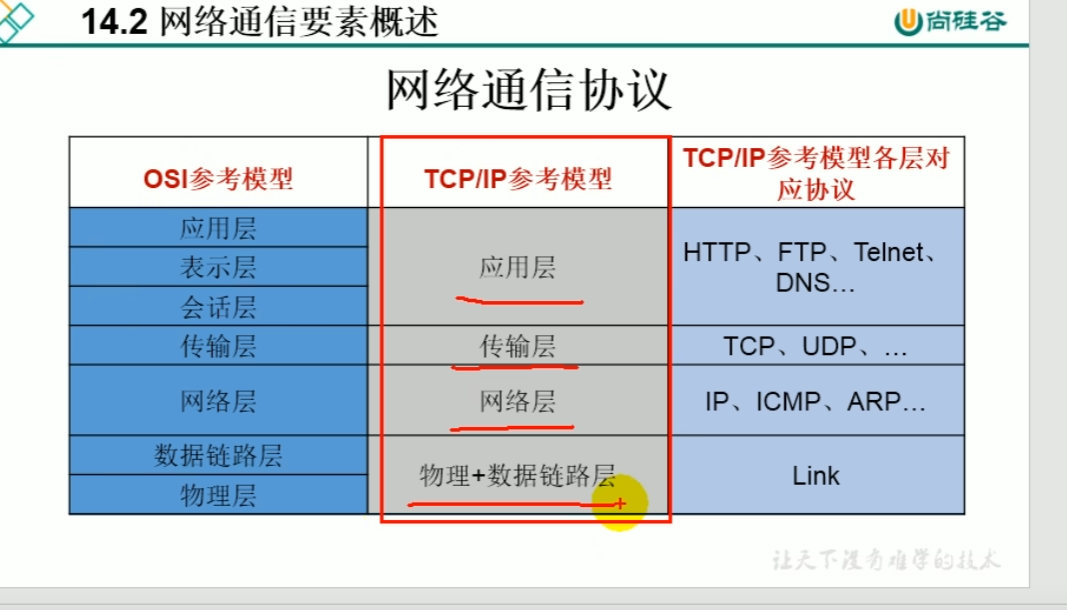 14.2 网络通信要素概述
尚硅谷
网络通信协议
OSI参考模型
TCP/IP参考模型
TCP/IP参考模型各层对
应协议
应用层
表示层
会话层
应用层
HTTP、FTP、Telnet、
DNS…
传输层
传输层
TCP、UDP、…
网络层
网络层
IP、ICMP、ARP…
数据链路层
物理层
物理+数据链路层
Link
让天下没有难学的技术